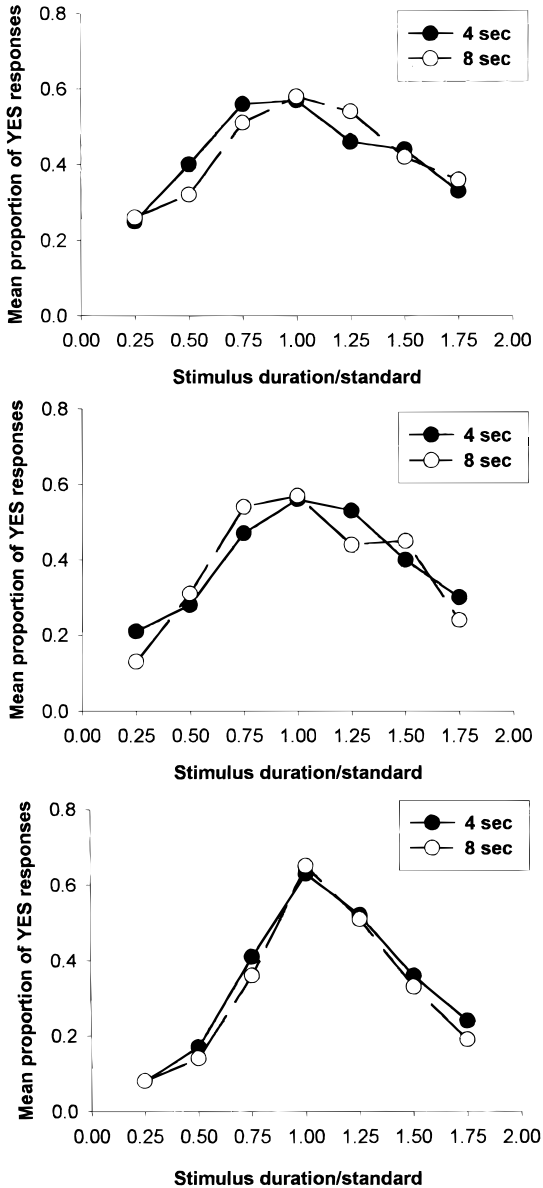 Mean proportion of YES responses
0.8
0.6
0.4
0.2
0.0
4 sec
8 sec
0.00 0.25 0.50 0.75 1.00 1.25 1.50 1.75 2.00
Stimulus duration/standard
Mean proportion of YES responses
0.8
0.6
0.4
0.2
0.0
4 sec
8 sec
0.00 0.25 0.50 0.75 1.00 1.25 1.50 1.75 2.00
Stimulus duration/standard
Mean proportion of YES responses
0.8
0.6
0.4
0.2
0.0
4 sec
8 sec
0.00 0.25 0.50 0.75 1.00 1.25 1.50 1.75 2.00
Stimulus duration/standard